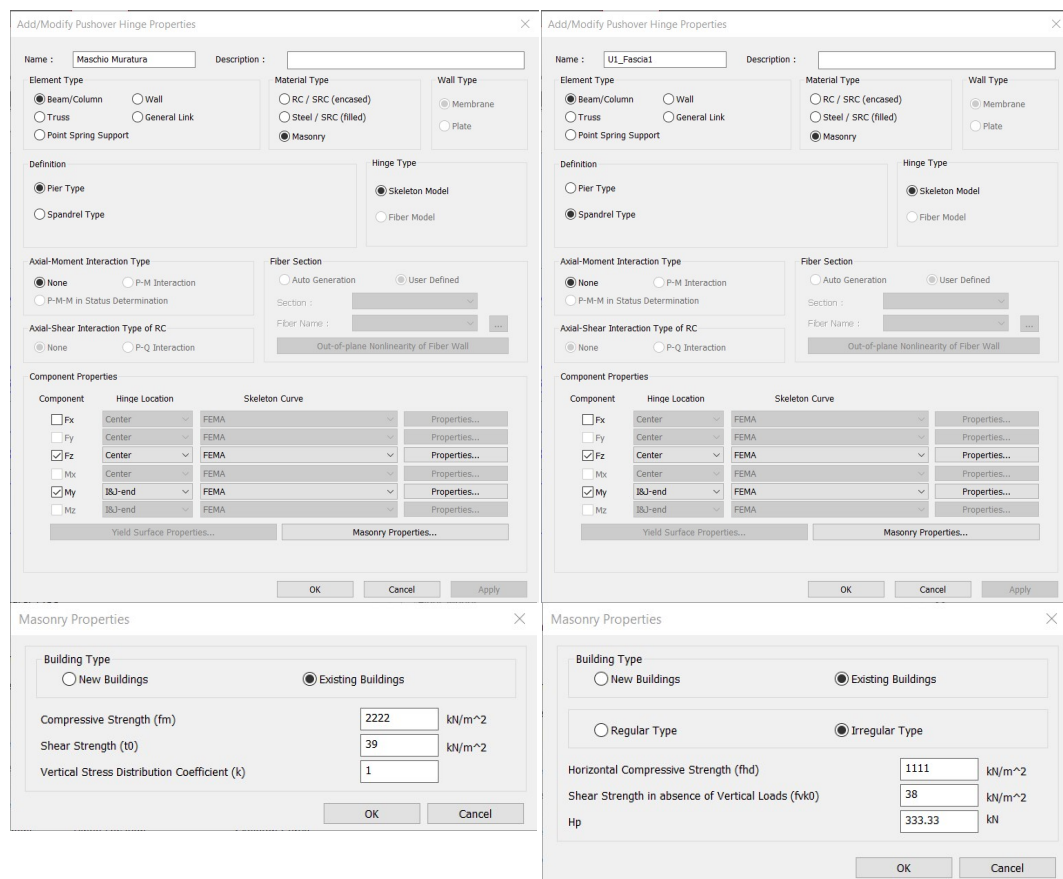 Add/Modify Pushover Hinge Properties
Name : Maschio Muratura Description :
Element Type
Beam/Column Wall
Truss General Link
Point Spring Support
Material Type
RC / SRC (encased)
Steel / SRC (filled)
Masonry
Wall Type
Membrane
Plate
Definition
Pier Type
Spandrel Type
Hinge Type
Skeleton Model
Fiber Model
Axial-Moment Interaction Type
None P-M Interaction
P-M-M in Status Determination
Axial-Shear Interaction Type of RC
None P-Q Interaction
Fiber Section
Auto Generation User Defined
Section :
Fiber Name : ...
Out-of-plane Nonlinearity of Fiber Wall
Component Properties
Component Hinge Location Skeleton Curve
Fx Center FEMA Properties...
Fy Center FEMA Properties...
Fz Center FEMA Properties...
Mx Center FEMA Properties...
My I&J-end FEMA Properties...
Mz I&J-end FEMA Properties...
Yield Surface Properties... Masonry Properties...
OK Cancel Apply
Add/Modify Pushover Hinge Properties
Name : U1_Fascia1 Description :
Element Type
Beam/Column Wall
Truss General Link
Point Spring Support
Material Type
RC / SRC (encased)
Steel / SRC (filled)
Masonry
Wall Type
Membrane
Plate
Definition
Pier Type
Spandrel Type
Hinge Type
Skeleton Model
Fiber Model
Axial-Moment Interaction Type
None P-M Interaction
P-M-M in Status Determination
Axial-Shear Interaction Type of RC
None P-Q Interaction
Fiber Section
Auto Generation User Defined
Section :
Fiber Name : ...
Out-of-plane Nonlinearity of Fiber Wall
Component Properties
Component Hinge Location Skeleton Curve
Fx Center FEMA Properties...
Fy Center FEMA Properties...
Fz Center FEMA Properties...
Mx Center FEMA Properties...
My I&J-end FEMA Properties...
Mz I&J-end FEMA Properties...
Yield Surface Properties... Masonry Properties...
OK Cancel Apply
Masonry Properties
Building Type
New Buildings Existing Buildings
Compressive Strength (fm) 2222 kN/m^2
Shear Strength (t0) 39 kN/m^2
Vertical Stress Distribution Coefficient (k) 1
OK Cancel
Masonry Properties
Building Type
New Buildings Existing Buildings
Regular Type Irregular Type
Horizontal Compressive Strength (fhd) 1111 kN/m^2
Shear Strength in absence of Vertical Loads (fvk0) 38 kN/m^2
Hp 333.33 kN
OK Cancel